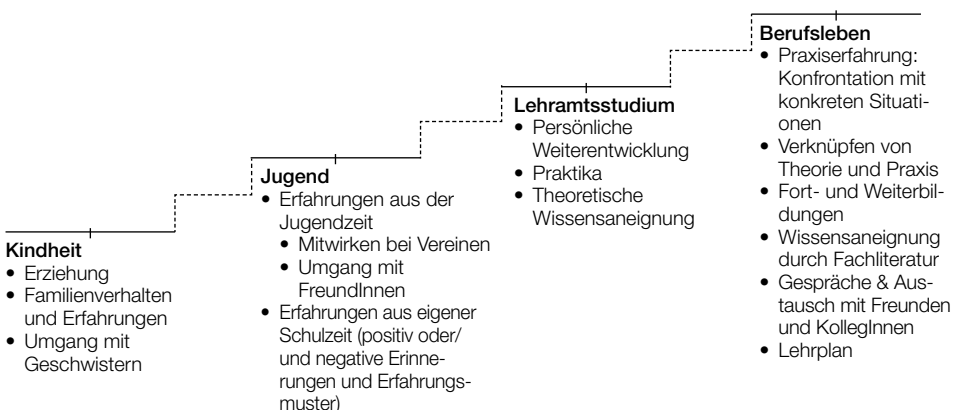 Kindheit
• Erziehung
• Familienverhalten
und Erfahrungen
• Umgang mit
Geschwistern
Jugend
• Erfahrungen aus der
Jugendzeit
• Mitwirken bei Vereinen
• Umgang mit
FreundInnen
• Erfahrungen aus eigener
Schulzeit (positiv oder/
und negative Erinne-
rungen und Erfahrungs-
muster)
Lehramtsstudium
• Persönliche
Weiterentwicklung
• Praktika
• Theoretische
Wissensaneignung
Berufsleben
• Praxiserfahrung:
Konfrontation mit
konkreten Situati-
onen
• Verknüpfen von
Theorie und Praxis
• Fort- und Weiterbil-
dungen
• Wissensaneignung
durch Fachliteratur
• Gespräche & Aus-
tausch mit Freunden
und KollegInnen
• Lehrplan